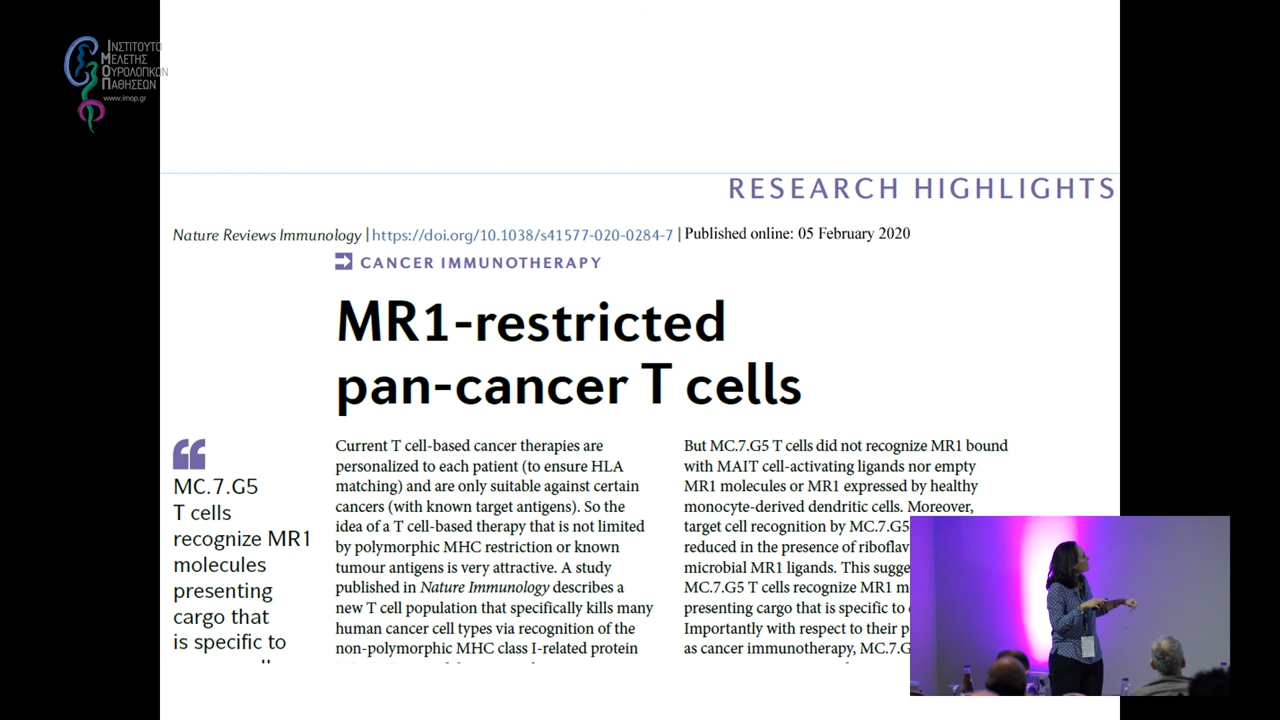 ΙΝΣΤΙΤΟΥΤΟ
ΜΕΛΕΤΗΣ
ΟΥΡΟΛΟΓΙΚΩΝ
ΠΑΘΗΣΕΩΝ
www.imop.gr
RESEARCH HIGHLIGHTS
Nature Reviews Immunology | https://doi.org/10.1038/s41577-020-0284-7 | Published online: 05 February 2020
CANCER IMMUNOTHERAPY
MR1-restricted
pan-cancer T cells
MC.7.G5
T cells
recognize MR1
molecules
presenting
cargo that
is specific to
Current T cell-based cancer therapies are
personalized to each patient (to ensure HLA
matching) and are only suitable against certain
cancers (with known target antigens). So the
idea of a T cell-based therapy that is not limited
by polymorphic MHC restriction or known
tumour antigens is very attractive. A study
published in Nature Immunology describes a
new T cell population that specifically kills many
human cancer cell types via recognition of the
non-polymorphic MHC class I-related protein
But MC.7.G5 T cells did not recognize MR1 bound
with MAIT cell-activating ligands nor empty
MR1 molecules or MR1 expressed by healthy
monocyte-derived dendritic cells. Moreover,
target cell recognition by MC.7.G5
reduced in the presence of
microbial MR1 ligands. This
MC.7.G5 T cells recognize MR1
presenting cargo that is specific to
Importantly with respect to their
as cancer immunotherapy,